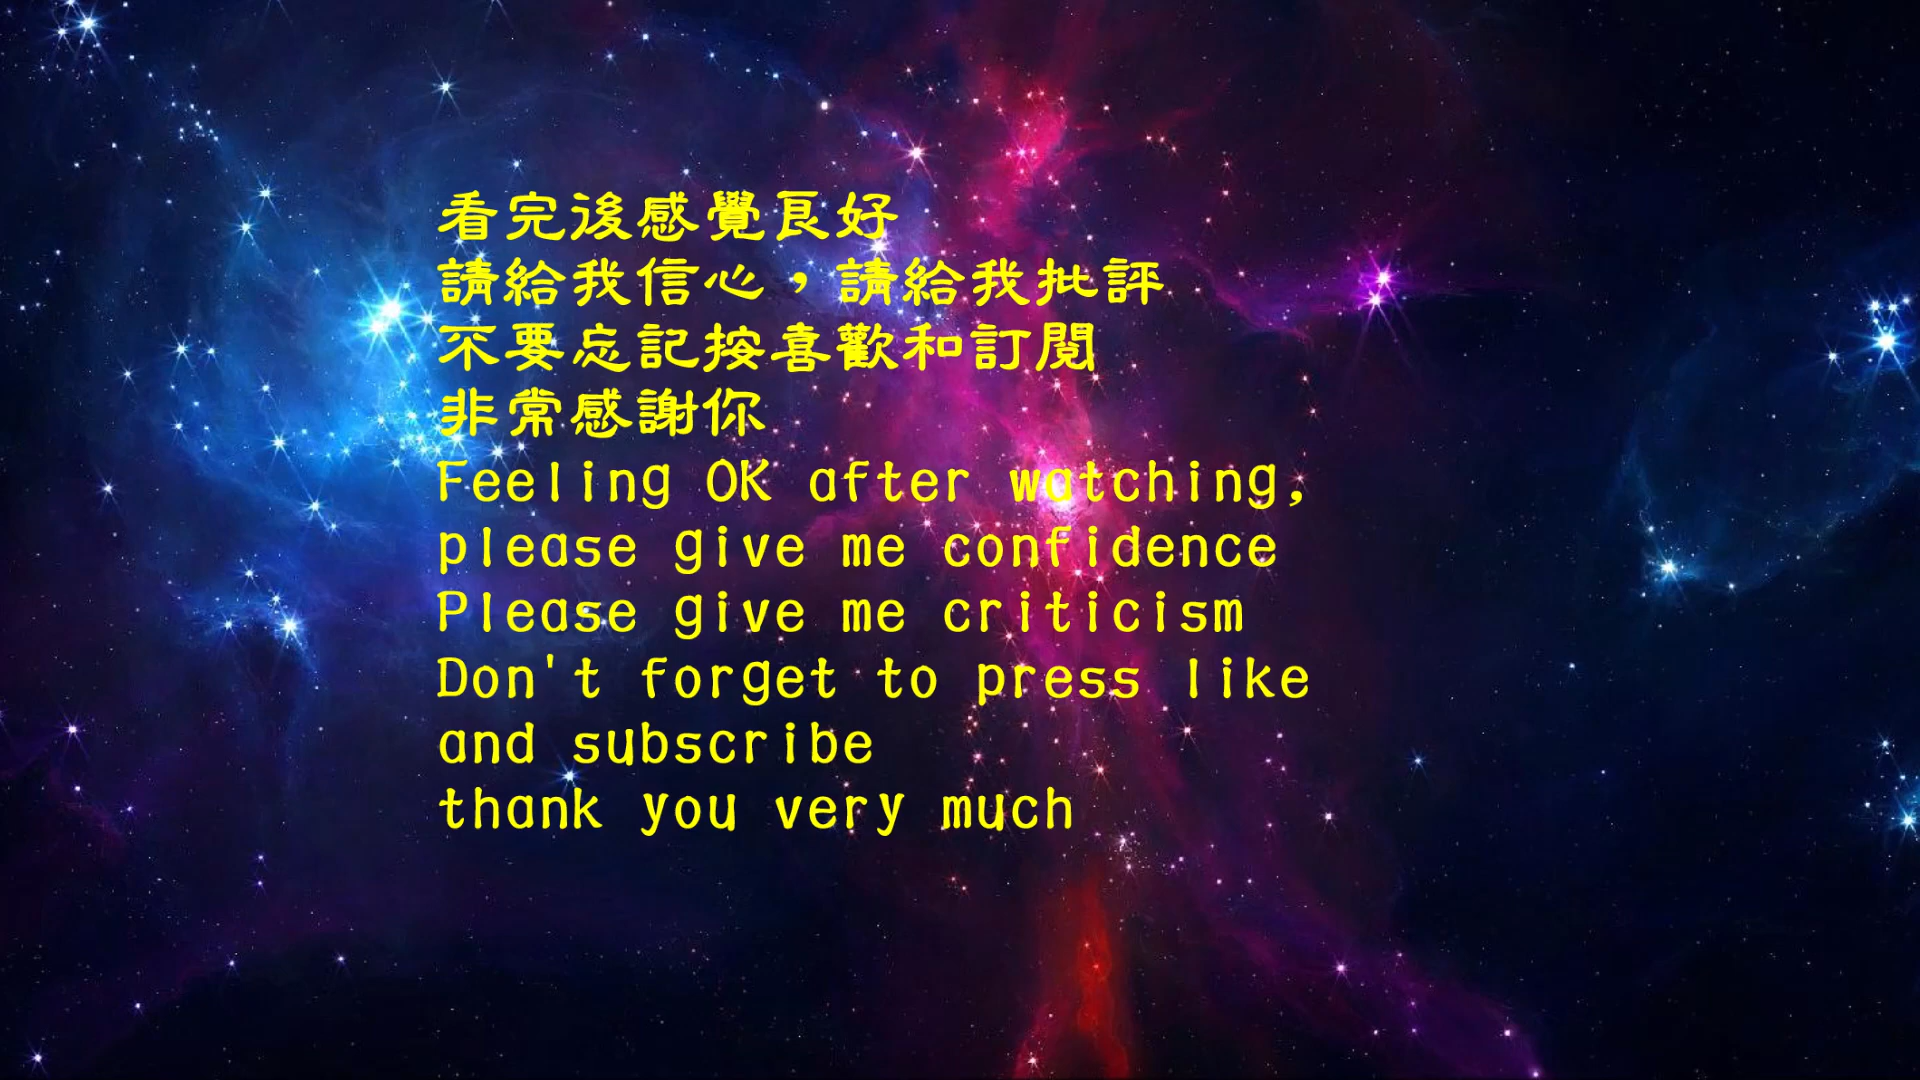 看完後感覺良好
請給我信心，請給我批評
不要忘記按喜歡和訂閱
非常感謝你
Feeling OK after watching,
please give me confidence
Please give me criticism
Don't forget to press like
and subscribe
thank you very much